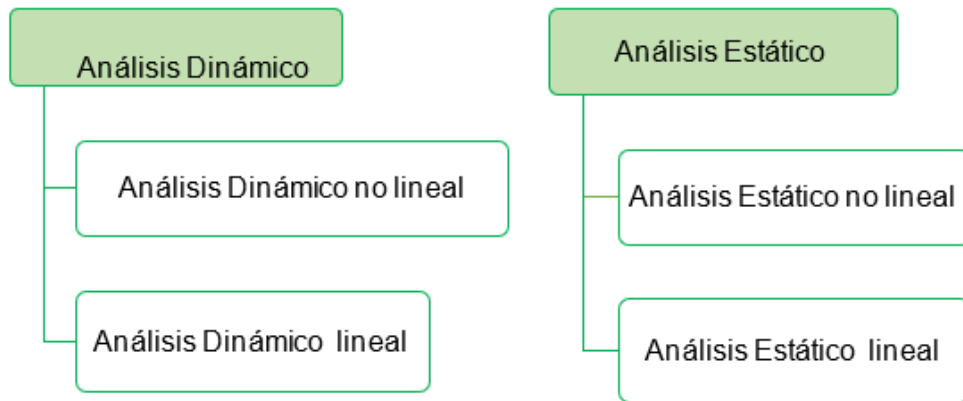 Análisis Dinámico
Análisis Dinámico no lineal
Análisis Dinámico lineal
Análisis Estático
Análisis Estático no lineal
Análisis Estático lineal